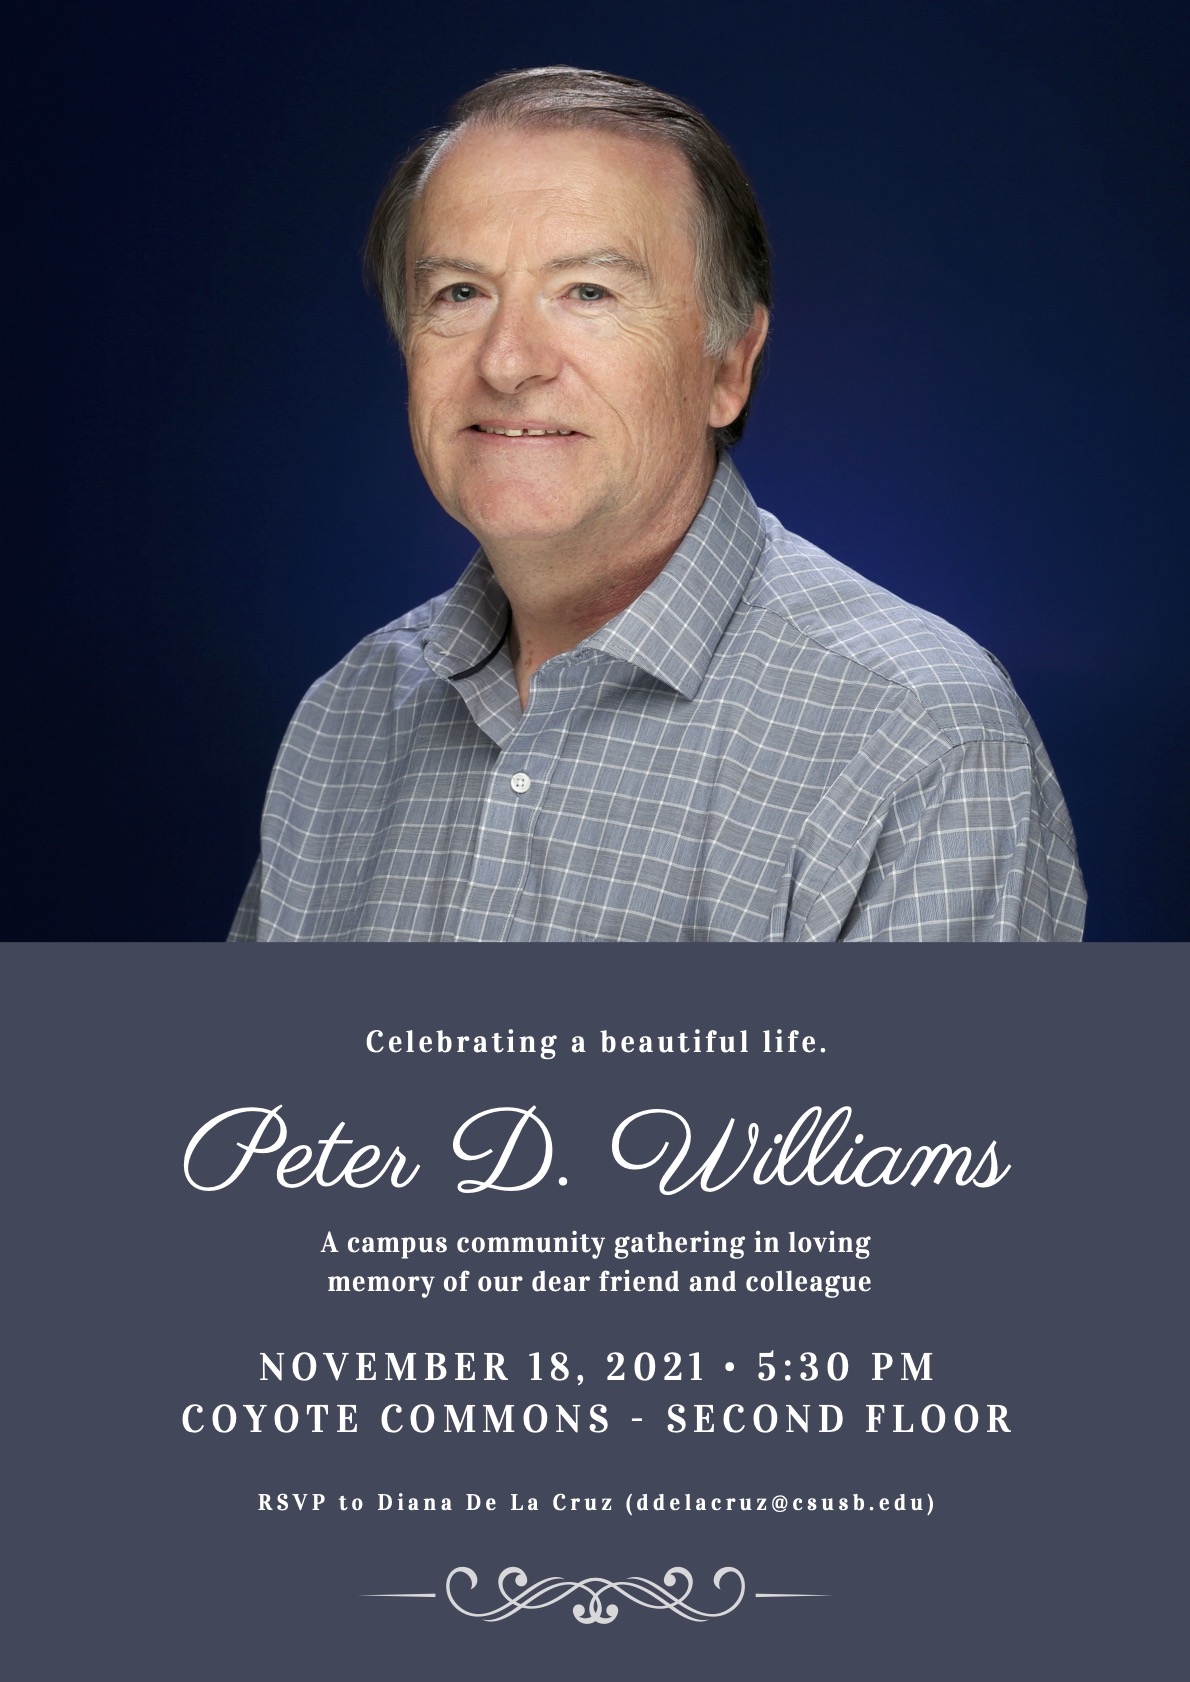 Celebrating a beautiful life.
Peter D. Williams
A campus community gathering in loving
memory of our dear friend and colleague
NOVEMBER 18, 2021 • 5:30 PM
COYOTE COMMONS - SECOND FLOOR
RSVP to Diana De La Cruz (ddelacruz@csusb.edu)